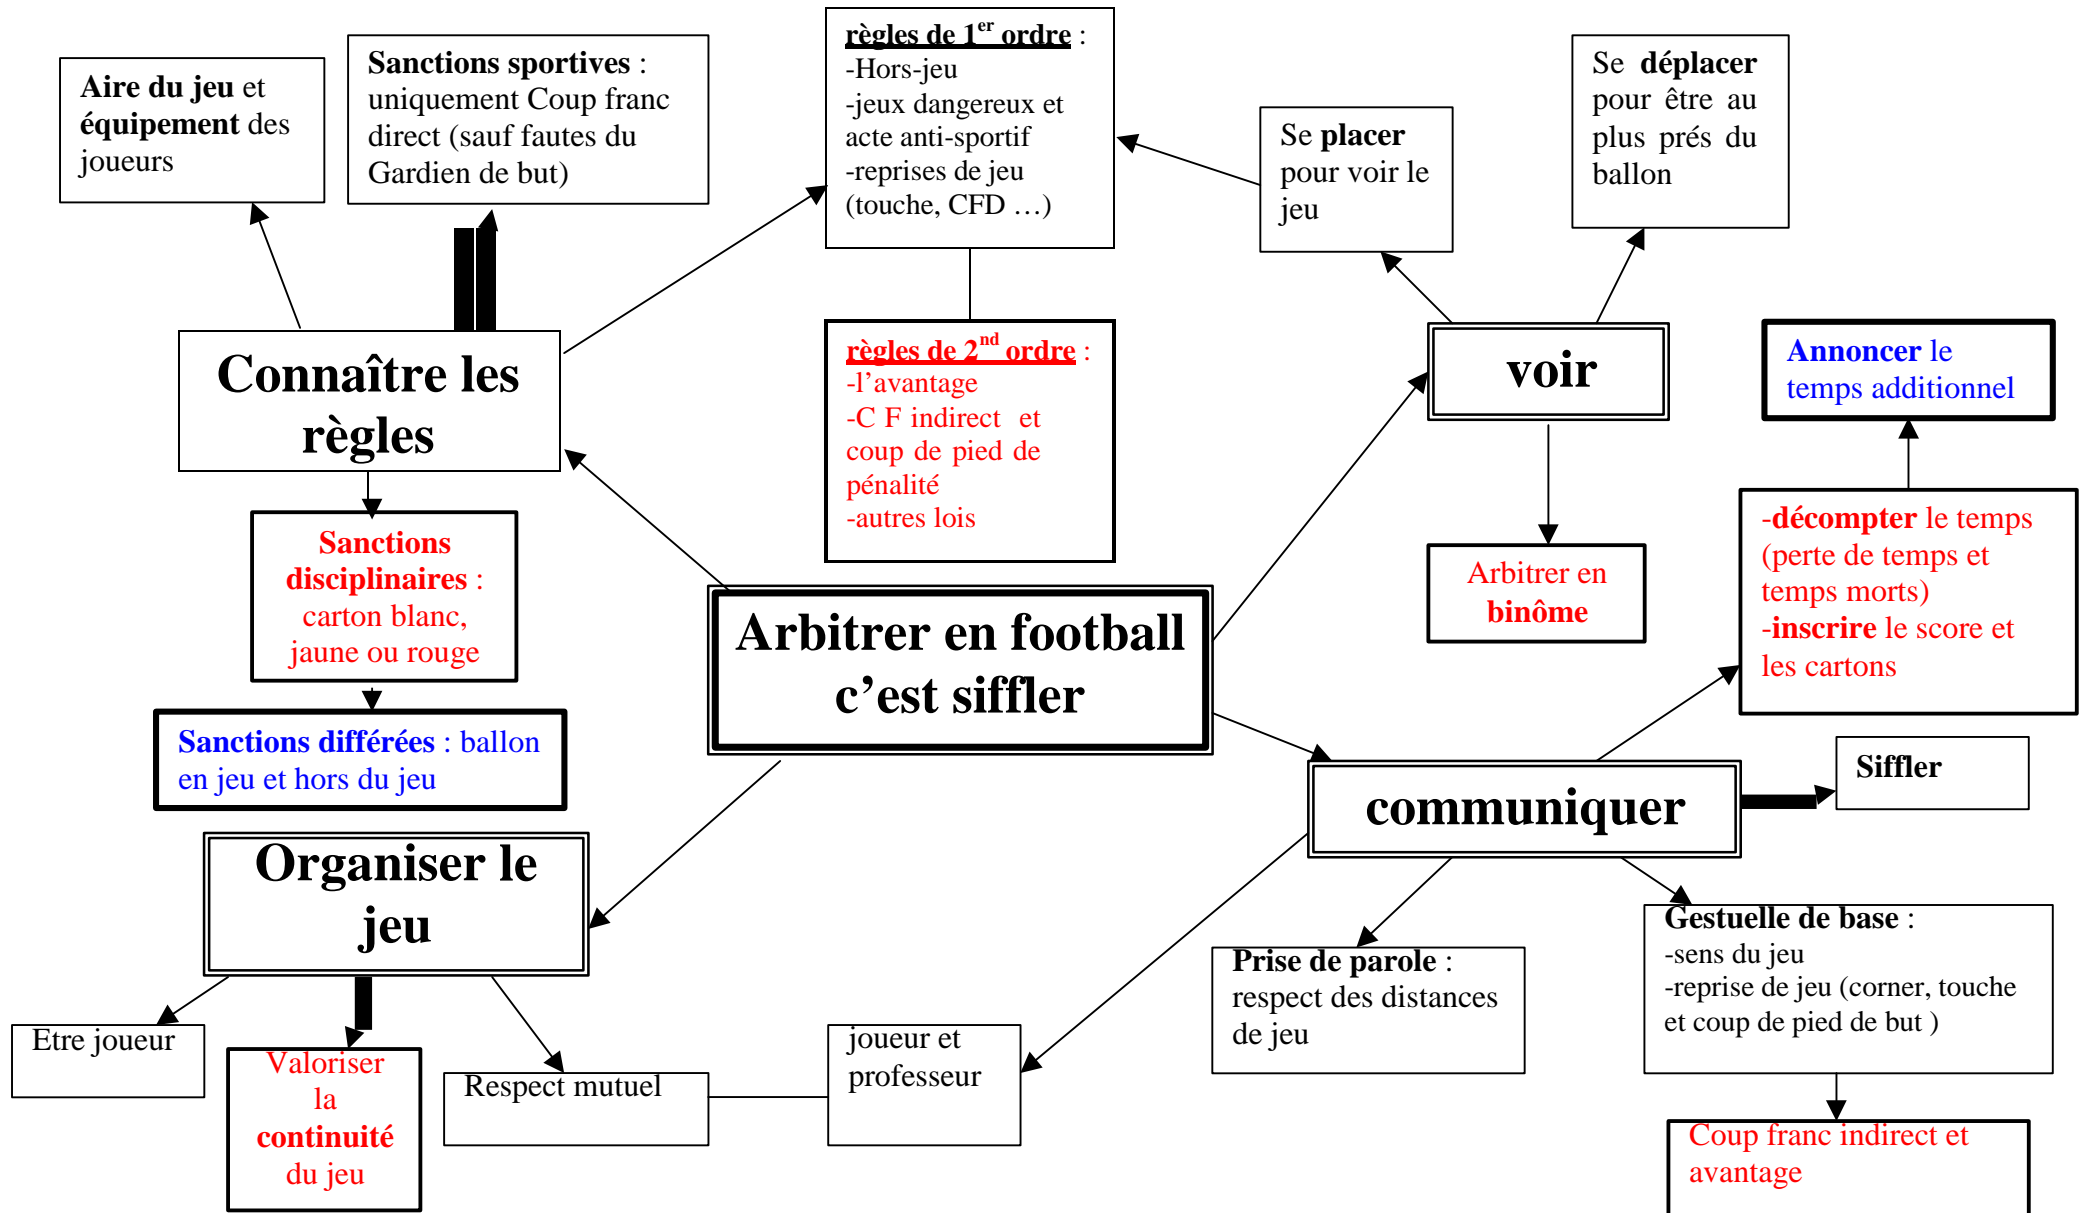 Aire du jeu et
équipement des
joueurs
Sanctions sportives :
uniquement Coup franc
direct (sauf fautes du
Gardien de but)
règles de 1er ordre :
-Hors-jeu
-jeux dangereux et
acte anti-sportif
-reprises de jeu
(touche, CFD …)
Se placer
pour voir le
jeu
Se déplacer
pour être au
plus prés du
ballon
Connaître les
règles
règles de 2nd ordre :
-l’avantage
-C F indirect et
coup de pied de
pénalité
-autres lois
voir
Annoncer le
temps additionnel
Sanctions
disciplinaires :
carton blanc,
jaune ou rouge
Arbitrer en
binôme
-décompter le temps
(perte de temps et
temps morts)
-inscrire le score et
les cartons
Arbitrer en football
c’est siffler
Sanctions différées : ballon
en jeu et hors du jeu
Siffler
communiquer
Organiser le
jeu
Gestuelle de base :
-sens du jeu
-reprise de jeu (corner, touche
et coup de pied de but )
Prise de parole :
respect des distances
de jeu
Etre joueur
Valoriser
la
continuité
du jeu
Respect mutuel
joueur et
professeur
Coup franc indirect et
avantage